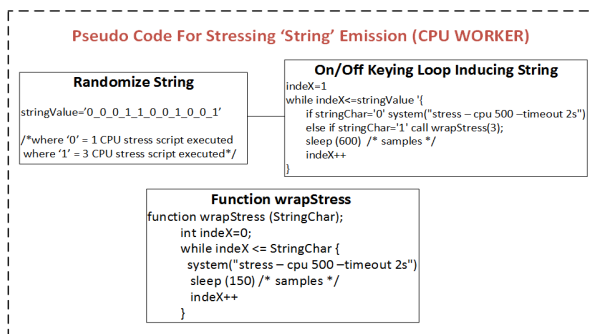 Pseudo Code For Stressing ‘String’ Emission (CPU WORKER)
Randomize String
stringValue=’0_0_0_1_1_0_0_1_0_0_1’
/*where ‘0’ = 1 CPU stress script executed
where ‘1’ = 3 CPU stress script executed*/
On/Off Keying Loop Inducing String
indeX=1
while indeX<=stringValue ‘{
if stringChar=’0’ system("stress – cpu 500 –timeout 2s")
else if stringChar='1' call wrapStress(3);
sleep (600) /* samples */
indeX++
}
Function wrapStress
function wrapStress (StringChar);
int indeX=0;
while indeX <= StringChar {
system("stress – cpu 500 –timeout 2s")
sleep (150) /* samples */
indeX++
}